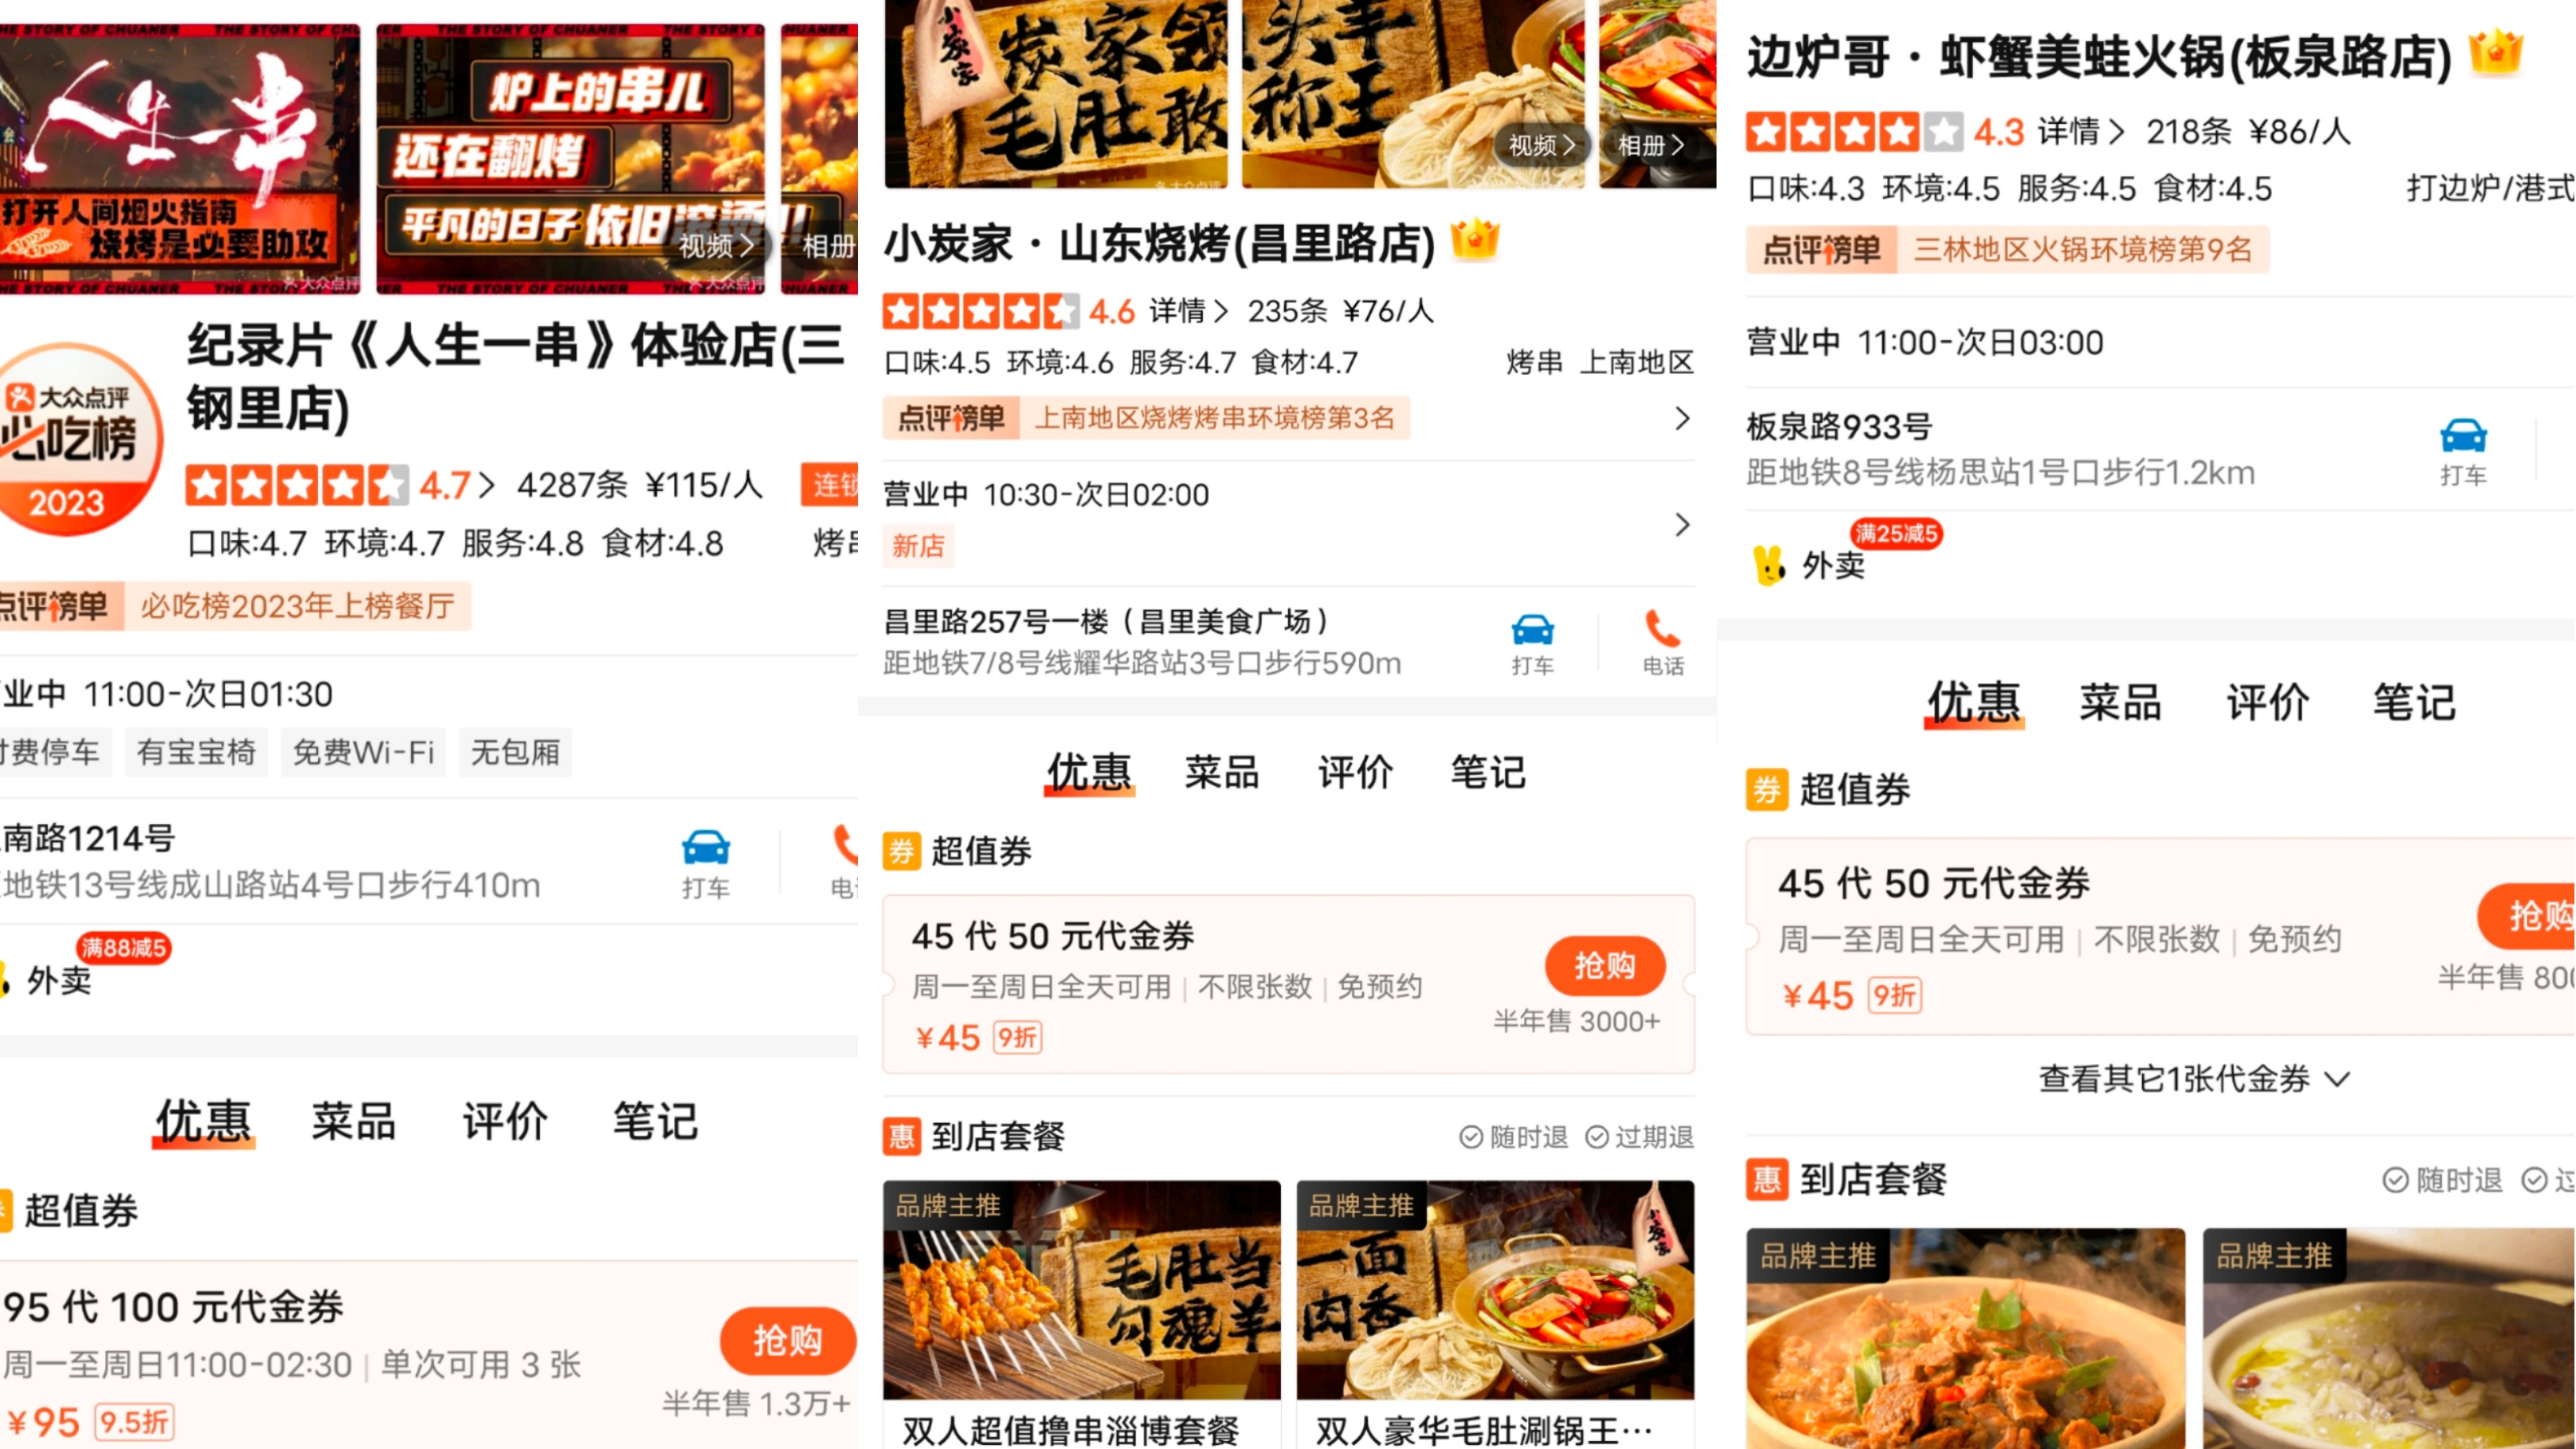 THE STORY OF CHUANER
人生一串
打开人间烟火指南
烧烤是必要助攻
炉上的串儿
还在翻烤
平凡的日子 依旧滚烫!!
视频
相册
大众点评
必吃榜
2023
纪录片《人生一串》体验店(三
钢里店)
4.7 4287条 ¥115/人
连锁
口味:4.7 环境:4.7 服务:4.8 食材:4.8
烤串
点评榜单 必吃榜2023年上榜餐厅
业中 11:00-次日01:30
付费停车 有宝宝椅 免费Wi-Fi 无包厢
南路1214号
地铁13号线成山路站4号口步行410m
打车
满88减5
外卖
优惠 菜品 评价 笔记
超值券
95 代 100 元代金券
周一至周日11:00-02:30 | 单次可用 3 张
¥95 9.5折
抢购
半年售 1.3万+
小炭家
炭家领头羊
毛肚敢称王
视频
相册
小炭家·山东烧烤(昌里路店)
4.6 详情 235条 ¥76/人
口味:4.5 环境:4.6 服务:4.7 食材:4.7
烤串 上南地区
点评榜单 上南地区烧烤烤串环境榜第3名
营业中 10:30-次日02:00
新店
昌里路257号一楼（昌里美食广场）
距地铁7/8号线耀华路站3号口步行590m
打车
电话
优惠 菜品 评价 笔记
券 超值券
45 代 50 元代金券
周一至周日全天可用 | 不限张数 | 免预约
¥45 9折
抢购
半年售 3000+
惠 到店套餐
随时退 过期退
品牌主推
毛肚当
勾魂羊
双人超值撸串淄博套餐
品牌主推
一面
肉香
小炭家
双人豪华毛肚涮锅王…
边炉哥·虾蟹美蛙火锅(板泉路店)
4.3 详情 218条 ¥86/人
口味:4.3 环境:4.5 服务:4.5 食材:4.5
打边炉/港式
点评榜单 三林地区火锅环境榜第9名
营业中 11:00-次日03:00
板泉路933号
距地铁8号线杨思站1号口步行1.2km
打车
满25减5
外卖
优惠 菜品 评价 笔记
券 超值券
45 代 50 元代金券
周一至周日全天可用 | 不限张数 | 免预约
¥45 9折
抢购
半年售 800
查看其它1张代金券
惠 到店套餐
随时退
品牌主推
品牌主推